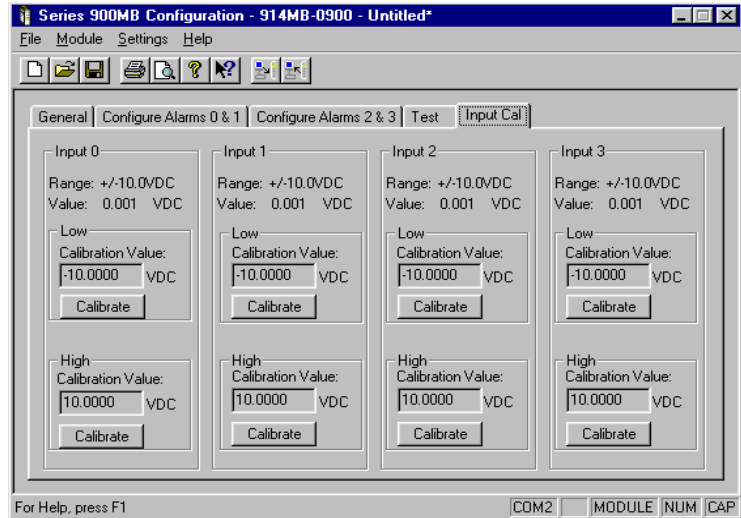 Series 900MB Configuration - 914MB-0900 - Untitled*
File Module Settings Help
General Configure Alarms 0 & 1 Configure Alarms 2 & 3 Test Input Cal
Input 0
Range: +/-10.0VDC
Value: 0.001 VDC
Low
Calibration Value:
-10.0000 VDC
Calibrate
High
Calibration Value:
10.0000 VDC
Calibrate
Input 1
Range: +/-10.0VDC
Value: 0.001 VDC
Low
Calibration Value:
-10.0000 VDC
Calibrate
High
Calibration Value:
10.0000 VDC
Calibrate
Input 2
Range: +/-10.0VDC
Value: 0.001 VDC
Low
Calibration Value:
-10.0000 VDC
Calibrate
High
Calibration Value:
10.0000 VDC
Calibrate
Input 3
Range: +/-10.0VDC
Value: 0.001 VDC
Low
Calibration Value:
-10.0000 VDC
Calibrate
High
Calibration Value:
10.0000 VDC
Calibrate
For Help, press F1 COM2 MODULE NUM CAP